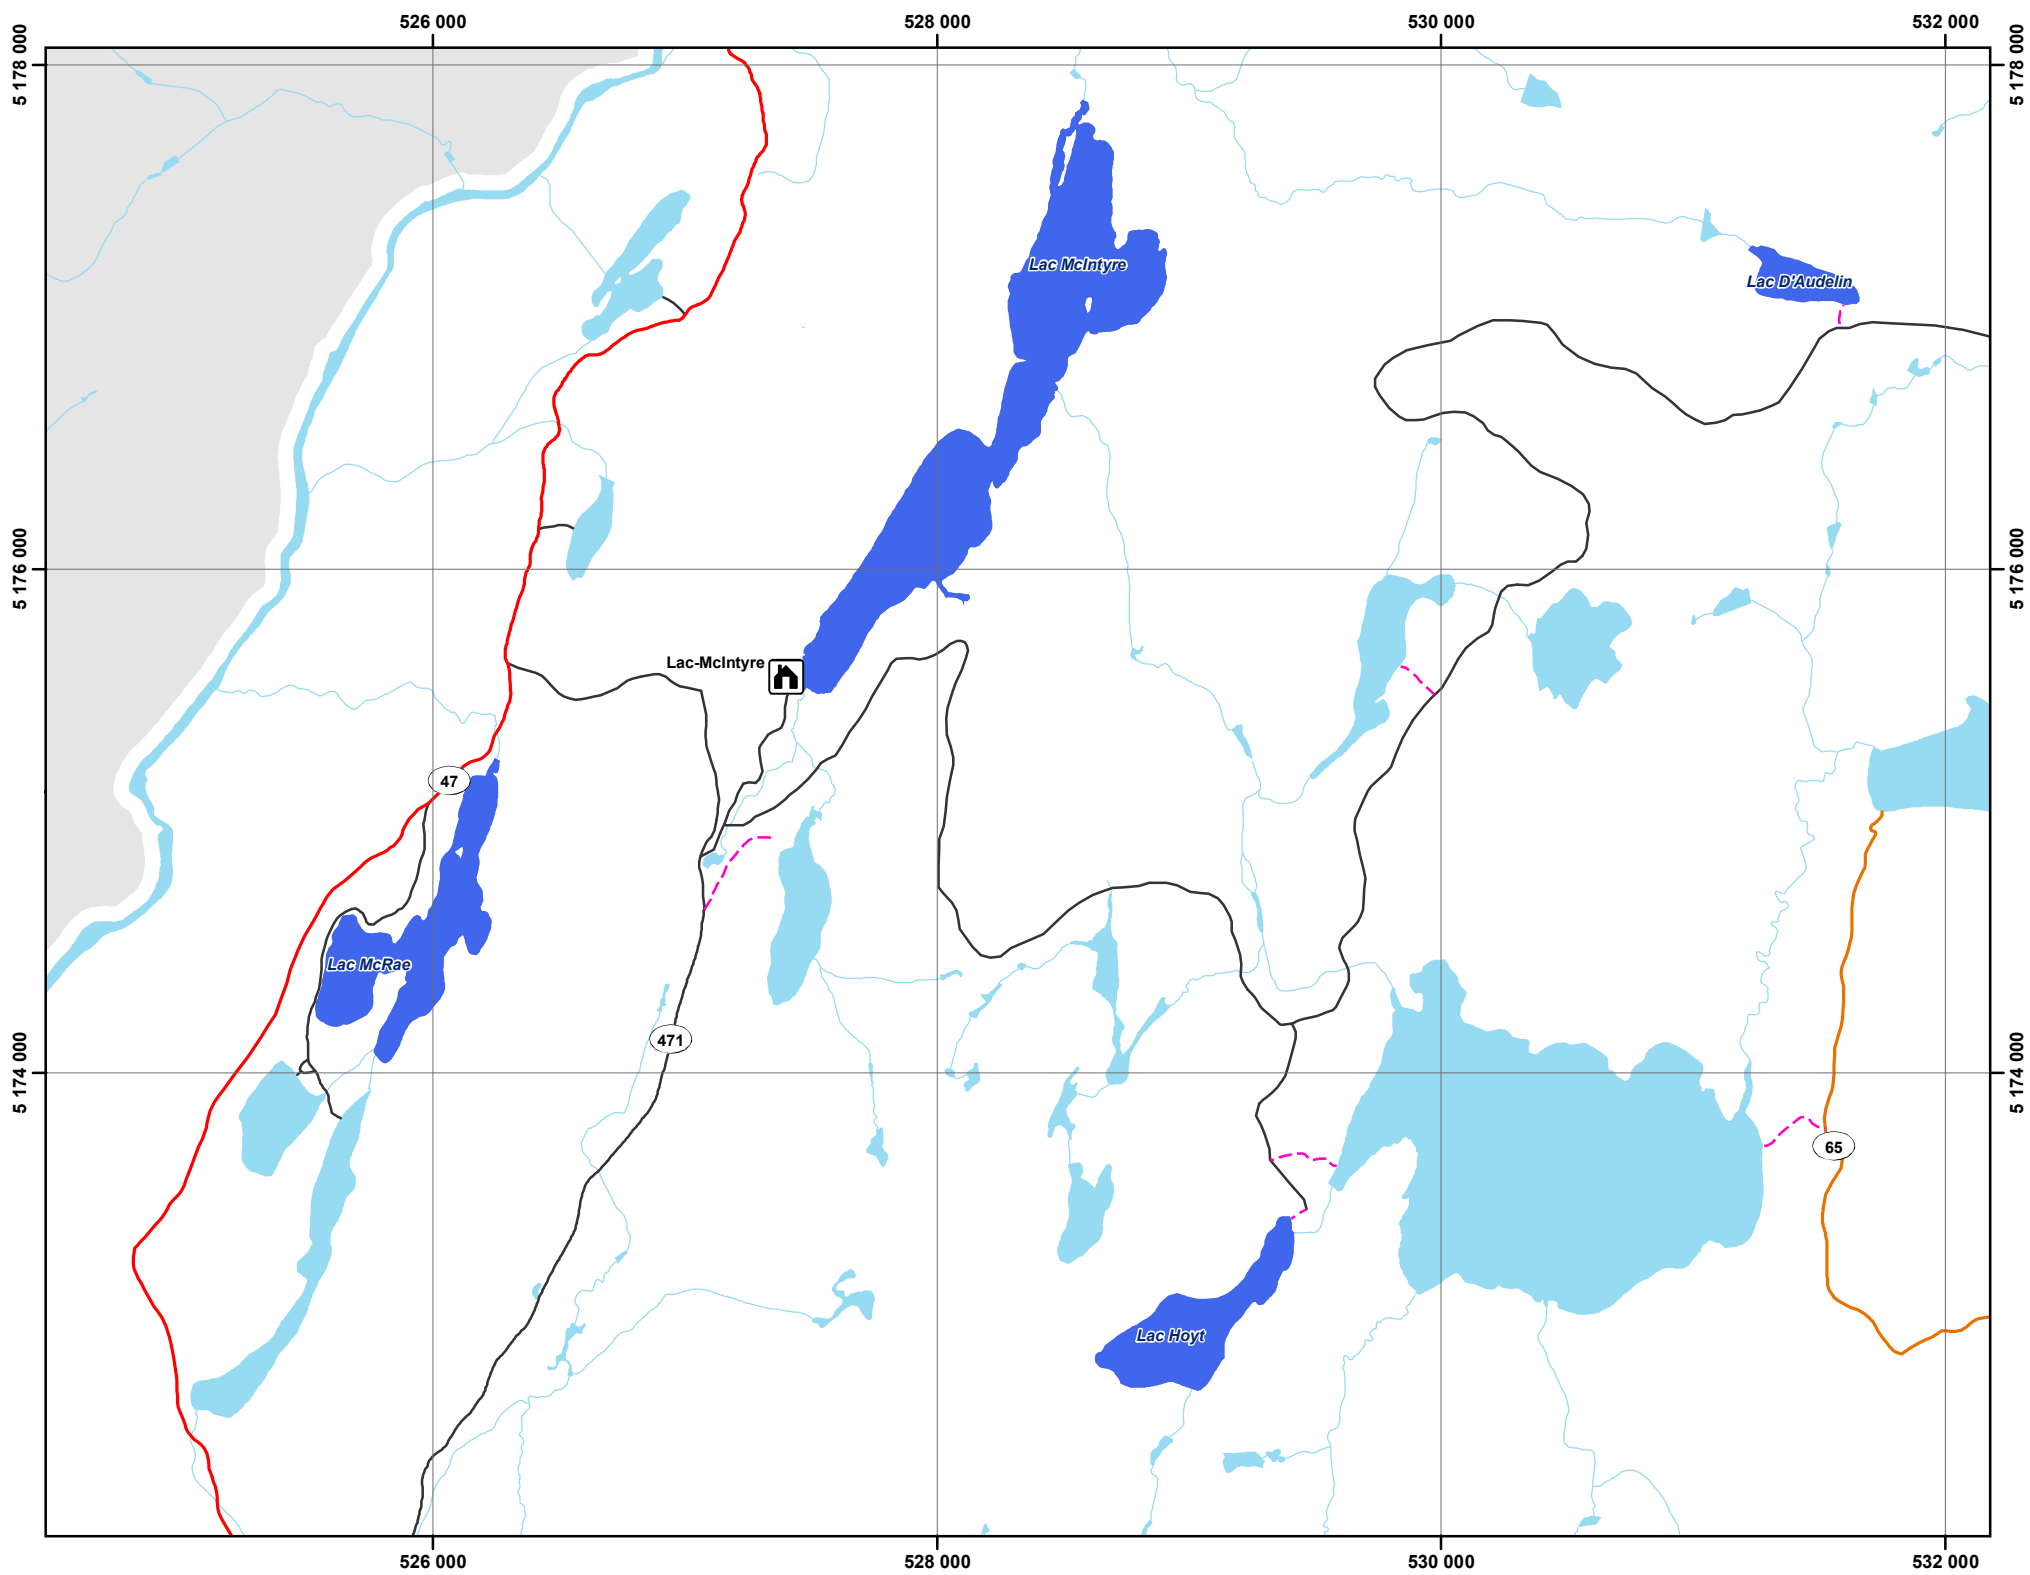 526 000 528 000 530 000 532 000
5 178 000
5 178 000
Lac McIntyre
Lac D'Audelin
5 176 000
5 176 000
Lac-McIntyre
47
Lac McRae
471
5 174 000
5 174 000
65
Lac Hoyt
526 000 528 000 530 000 532 000